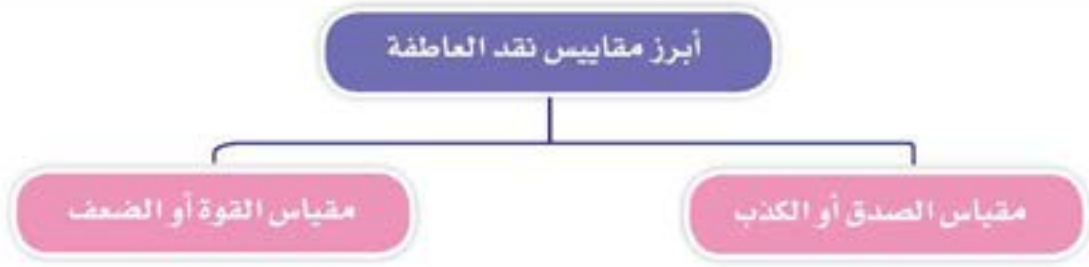 أبرز مقاييس نقد العاطفة
مقياس الصدق أو الكذب
مقياس القوة أو الضعف